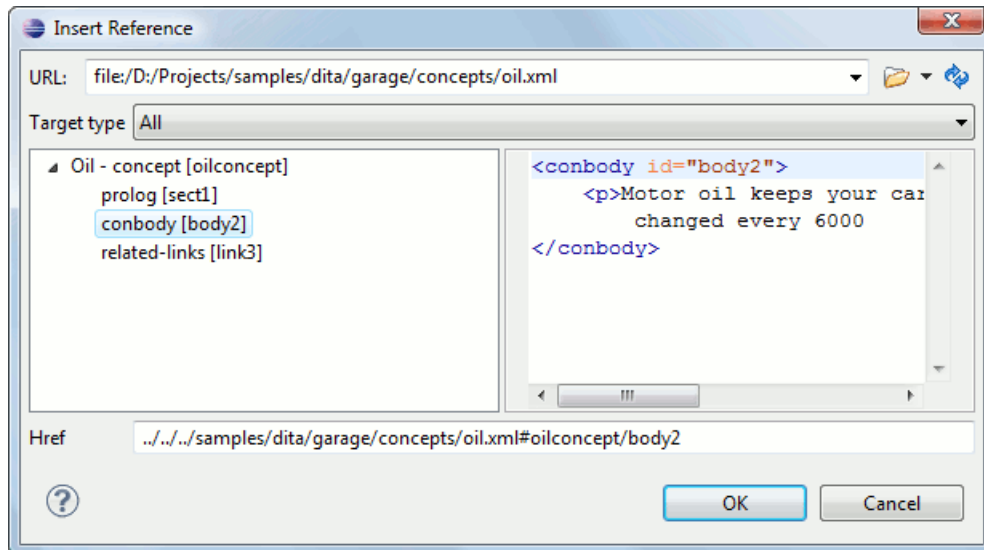 Insert Reference
URL: file:/D:/Projects/samples/dita/garage/concepts/oil.xml
Target type All
Oil - concept [oilconcept]
prolog [sect1]
conbody [body2]
related-links [link3]
<conbody id="body2">
<p>Motor oil keeps your car
changed every 6000
</conbody>
Href ../../../samples/dita/garage/concepts/oil.xml#oilconcept/body2
OK Cancel